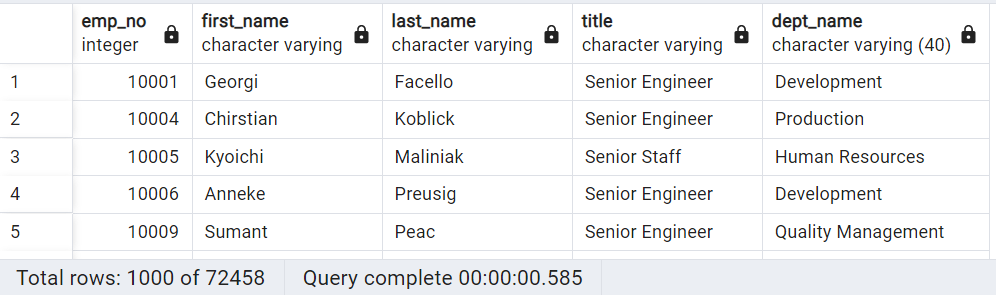 emp_no first_name last_name title dept_name
integer character varying character varying character varying character varying (40)
1 10001 Georgi Facello Senior Engineer Development
2 10004 Chirstian Koblick Senior Engineer Production
3 10005 Kyoichi Maliniak Senior Staff Human Resources
4 10006 Anneke Preusig Senior Engineer Development
5 10009 Sumant Peac Senior Engineer Quality Management
Total rows: 1000 of 72458 Query complete 00:00:00.585